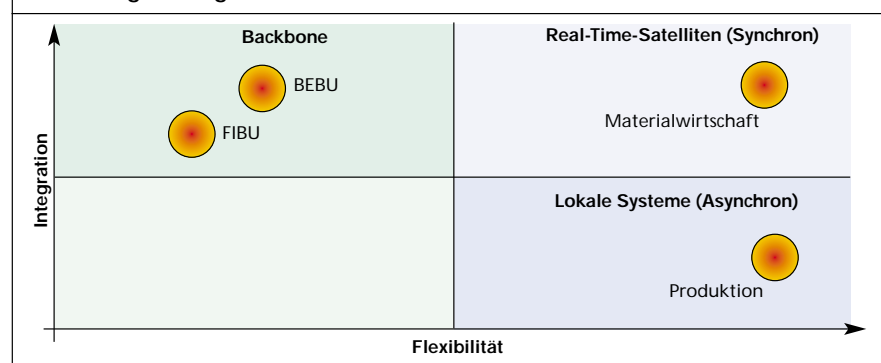 Backbone
Real-Time-Satelliten (Synchron)
BEBU
FIBU
Materialwirtschaft
Integration
Lokale Systeme (Asynchron)
Produktion
Flexibilität